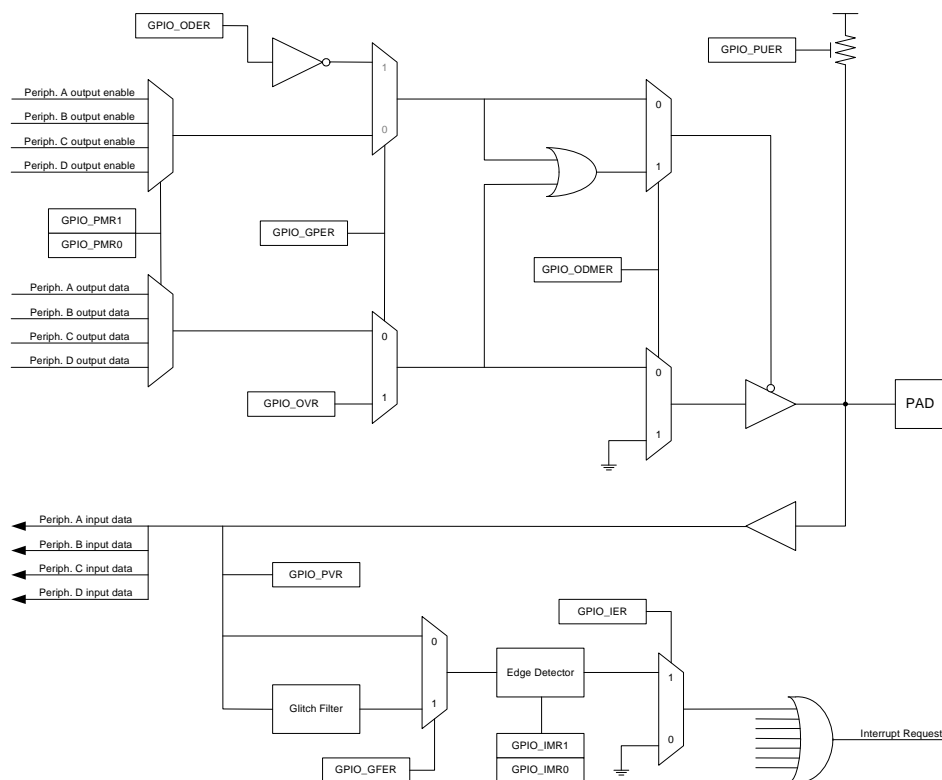 GPIO_ODER
1
GPIO_PUER
Periph. A output enable
0
Periph. B output enable
0
Periph. C output enable
Periph. D output enable
1
GPIO_PMR1
GPIO_PMR0
GPIO_GPER
GPIO_ODMER
Periph. A output data
Periph. B output data
0
Periph. C output data
Periph. D output data
0
GPIO_OVR
1
PAD
1
Periph. A input data
Periph. B input data
Periph. C input data
Periph. D input data
GPIO_PVR
GPIO_IER
0
Edge Detector
1
Glitch Filter
1
0
Interrupt Request
GPIO_IMR1
GPIO_IMR0
GPIO_GFER